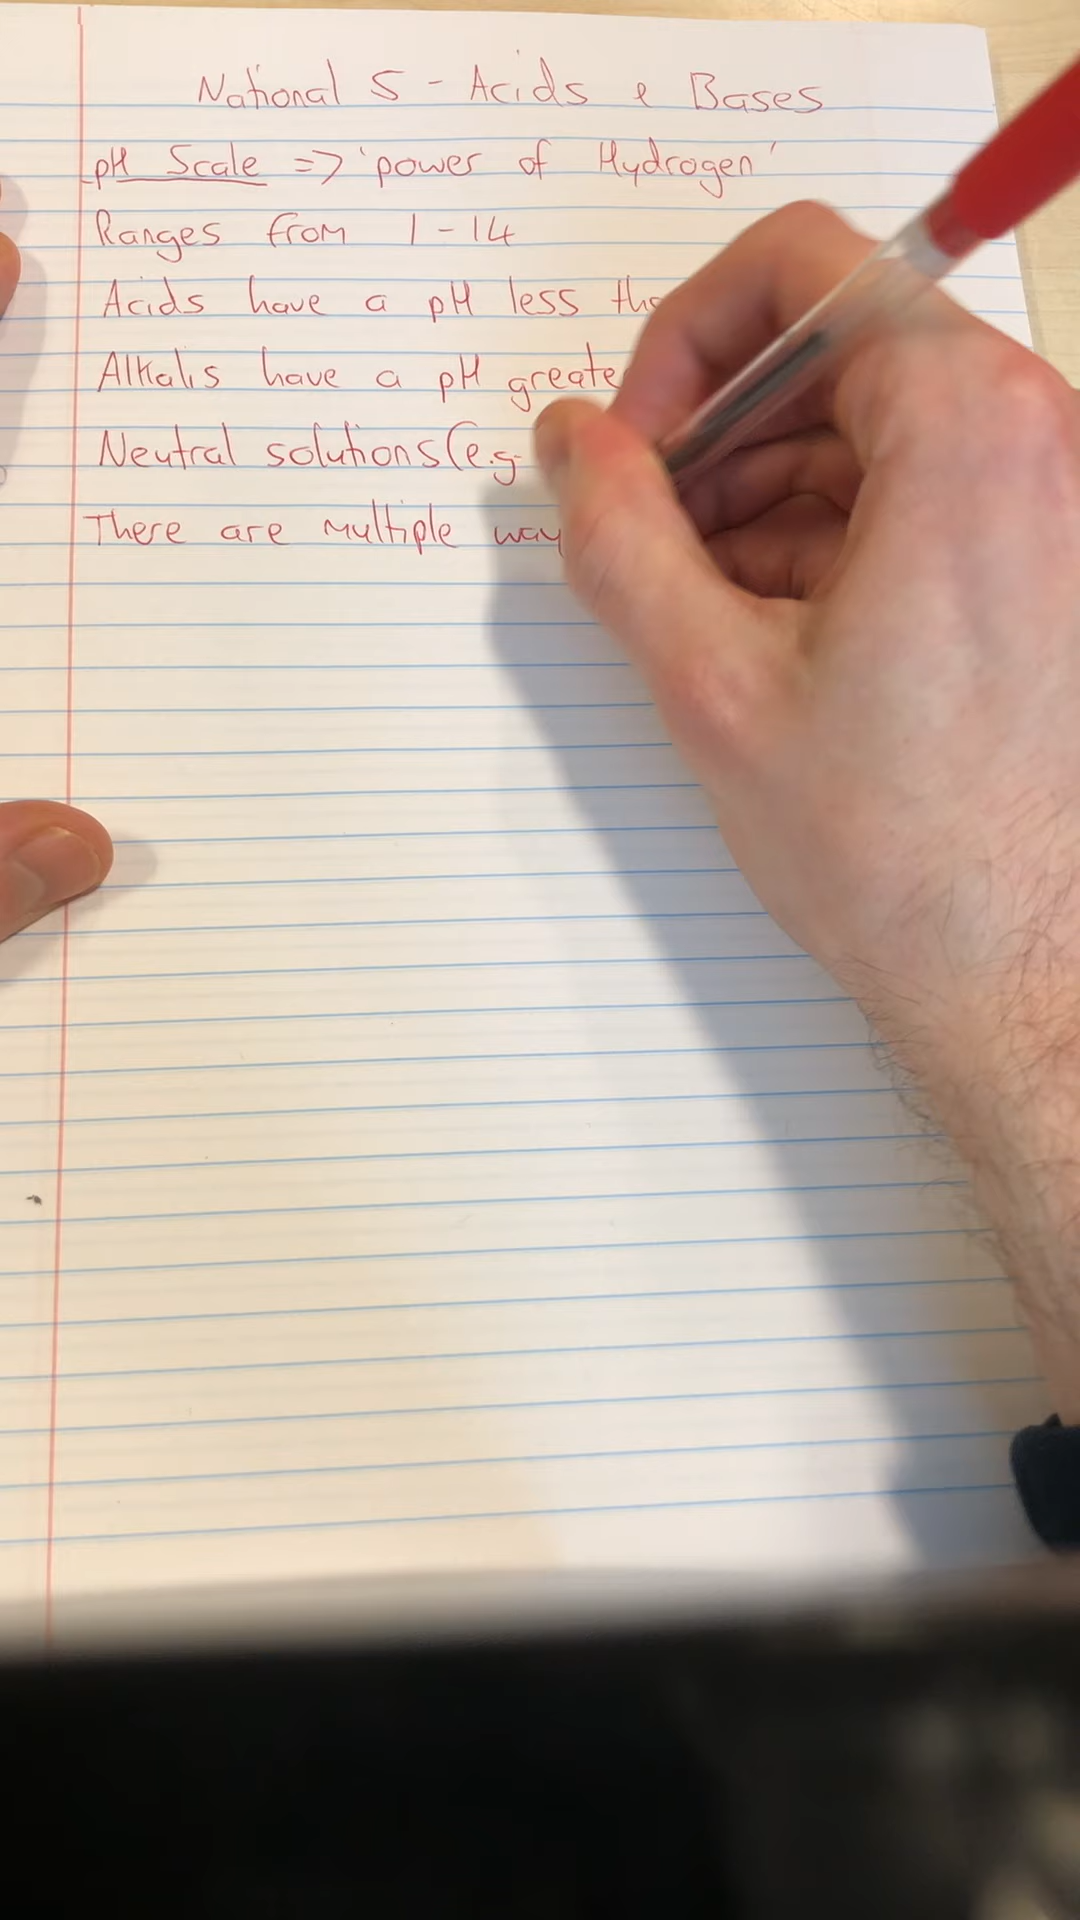 National 5 - Acids & Bases
pH Scale => 'power of Hydrogen'
Ranges from 1 - 14
Acids have a pH less
Alkalis have a pH
Neutral solutions (e.g.
There are multiple